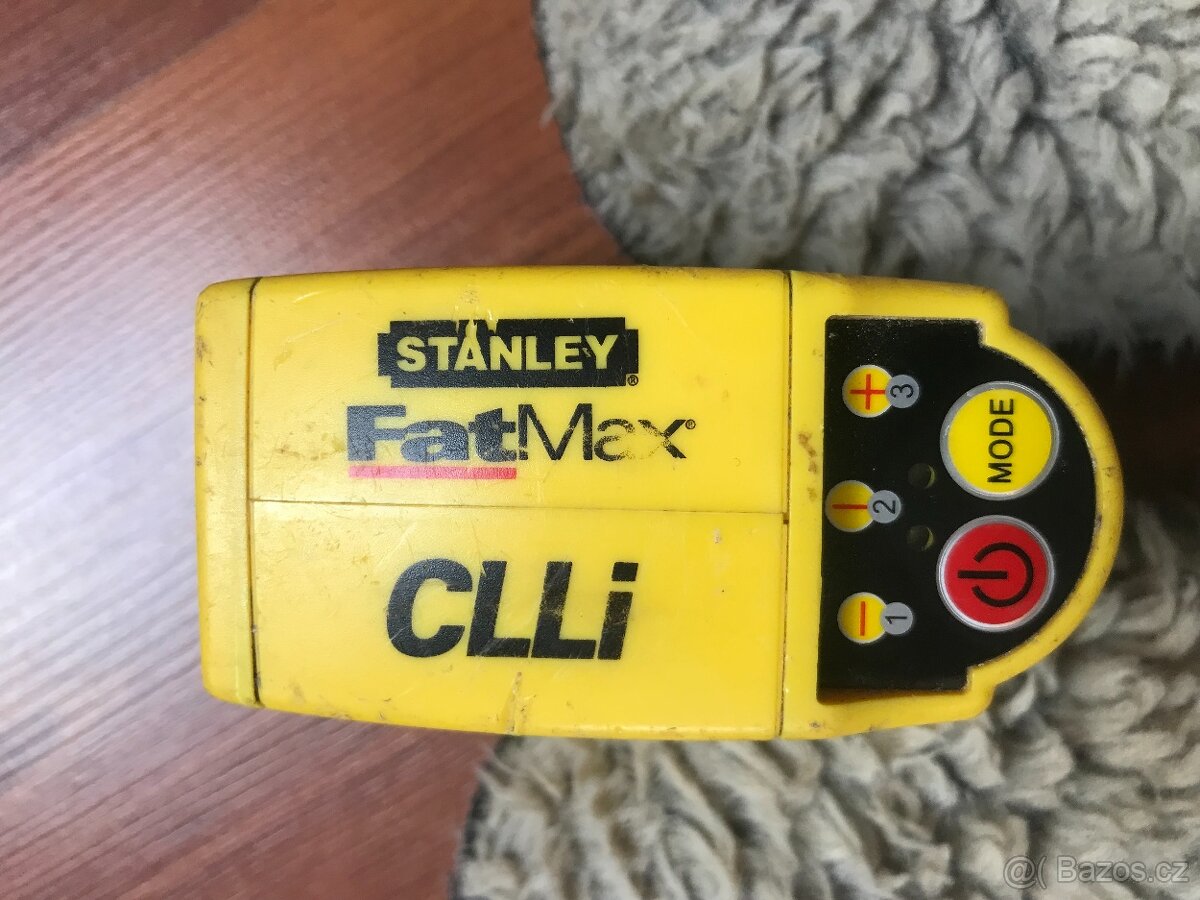 STANLEY®
FatMax®
CLLi
3
2
1
MODE
@( Bazos.cz